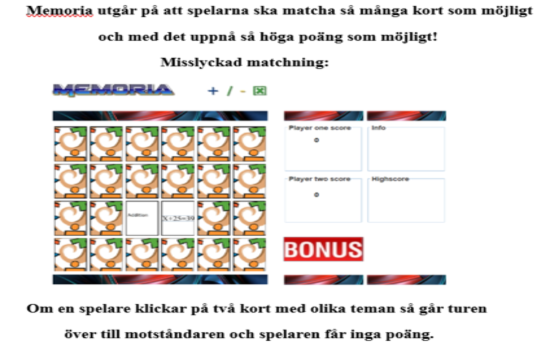 Memoria utgår på att spelarna ska matcha så många kort som möjligt
och med det uppnå så höga poäng som möjligt!
Misslyckad matchning:
MEMORIA + / -
Player one score
0
Info
Player two score
0
Highscore
Addition
X+25=39
BONUS
Om en spelare klickar på två kort med olika teman så går turen
över till motståndaren och spelaren får inga poäng.